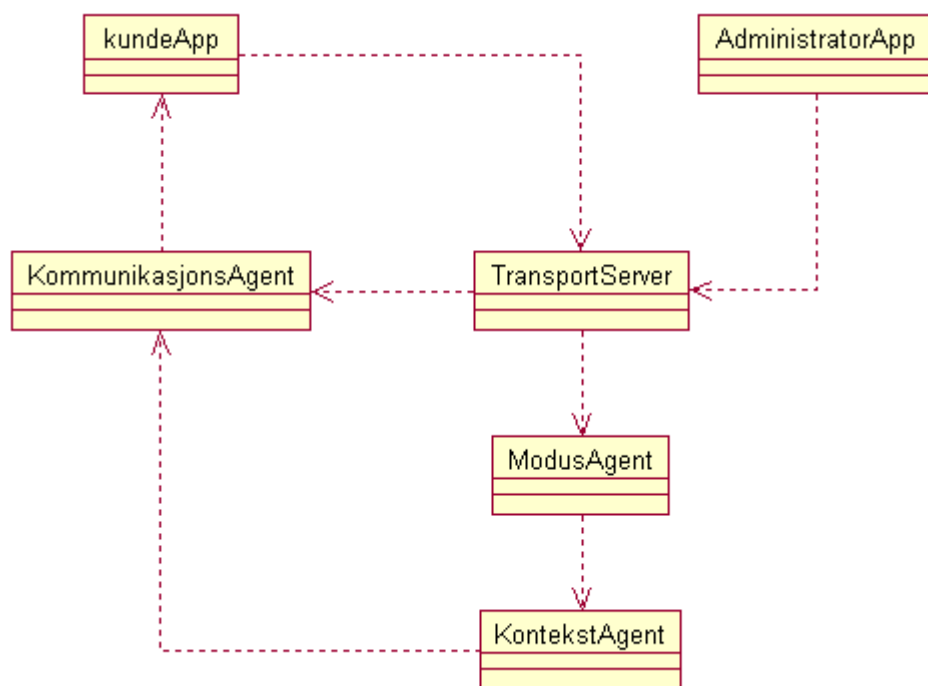 kundeApp
AdministratorApp
KommunikasjonsAgent
TransportServer
ModusAgent
KontekstAgent